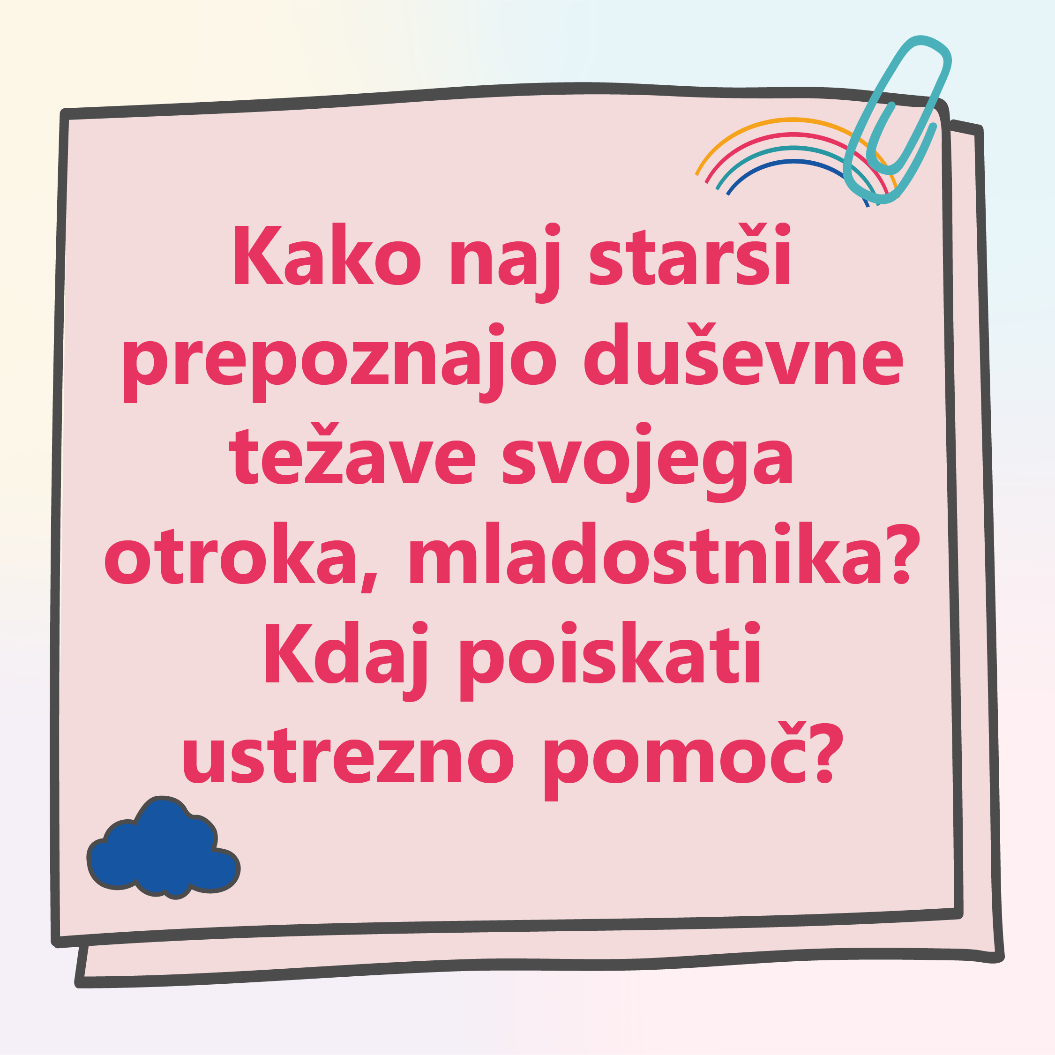 Kako naj starši
prepoznajo duševne
težave svojega
otroka, mladostnika?
Kdaj poiskati
ustrezno pomoč?